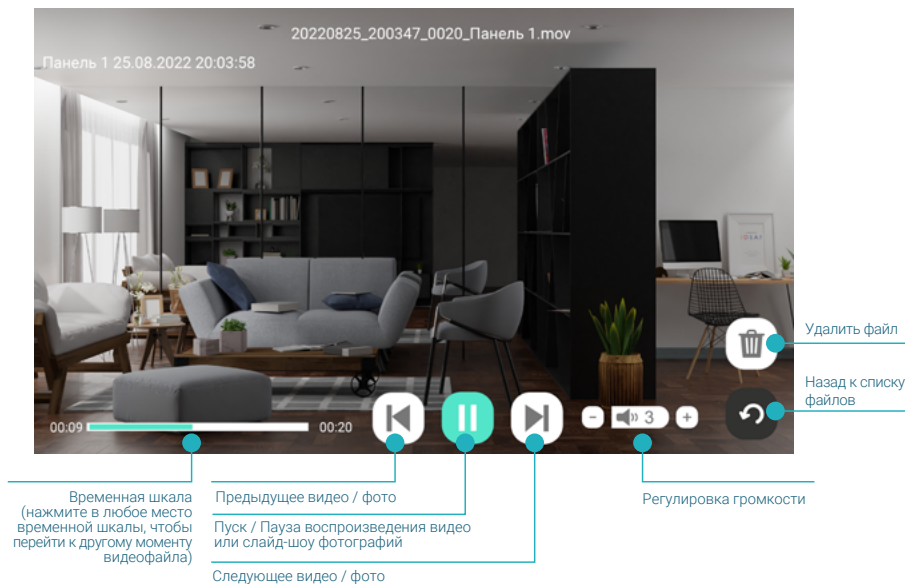 20220825_200347_0020_Панель 1.mov
Панель 1 25.08.2022 20:03:58
Удалить файл
Назад к списку
файлов
00:09
00:20
- 3 +
Временная шкала
(нажмите в любое место
временной шкалы, чтобы
перейти к другому моменту
видеофайла)
Предыдущее видео / фото
Пуск / Пауза воспроизведения видео
или слайд-шоу фотографий
Следующее видео / фото
Регулировка громкости